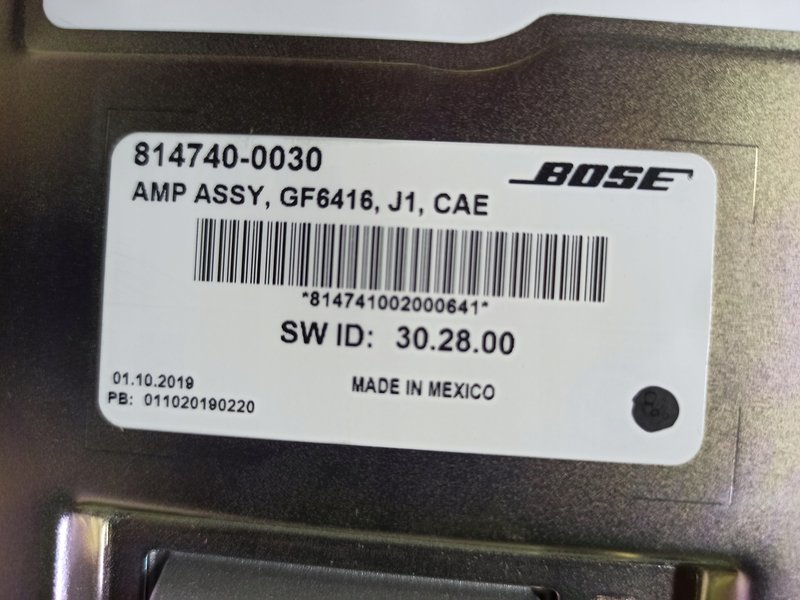 814740-0030
BOSE
AMP ASSY, GF6416, J1, CAE
*814741002000641*
SW ID: 30.28.00
01.10.2019
MADE IN MEXICO
PB: 011020190220